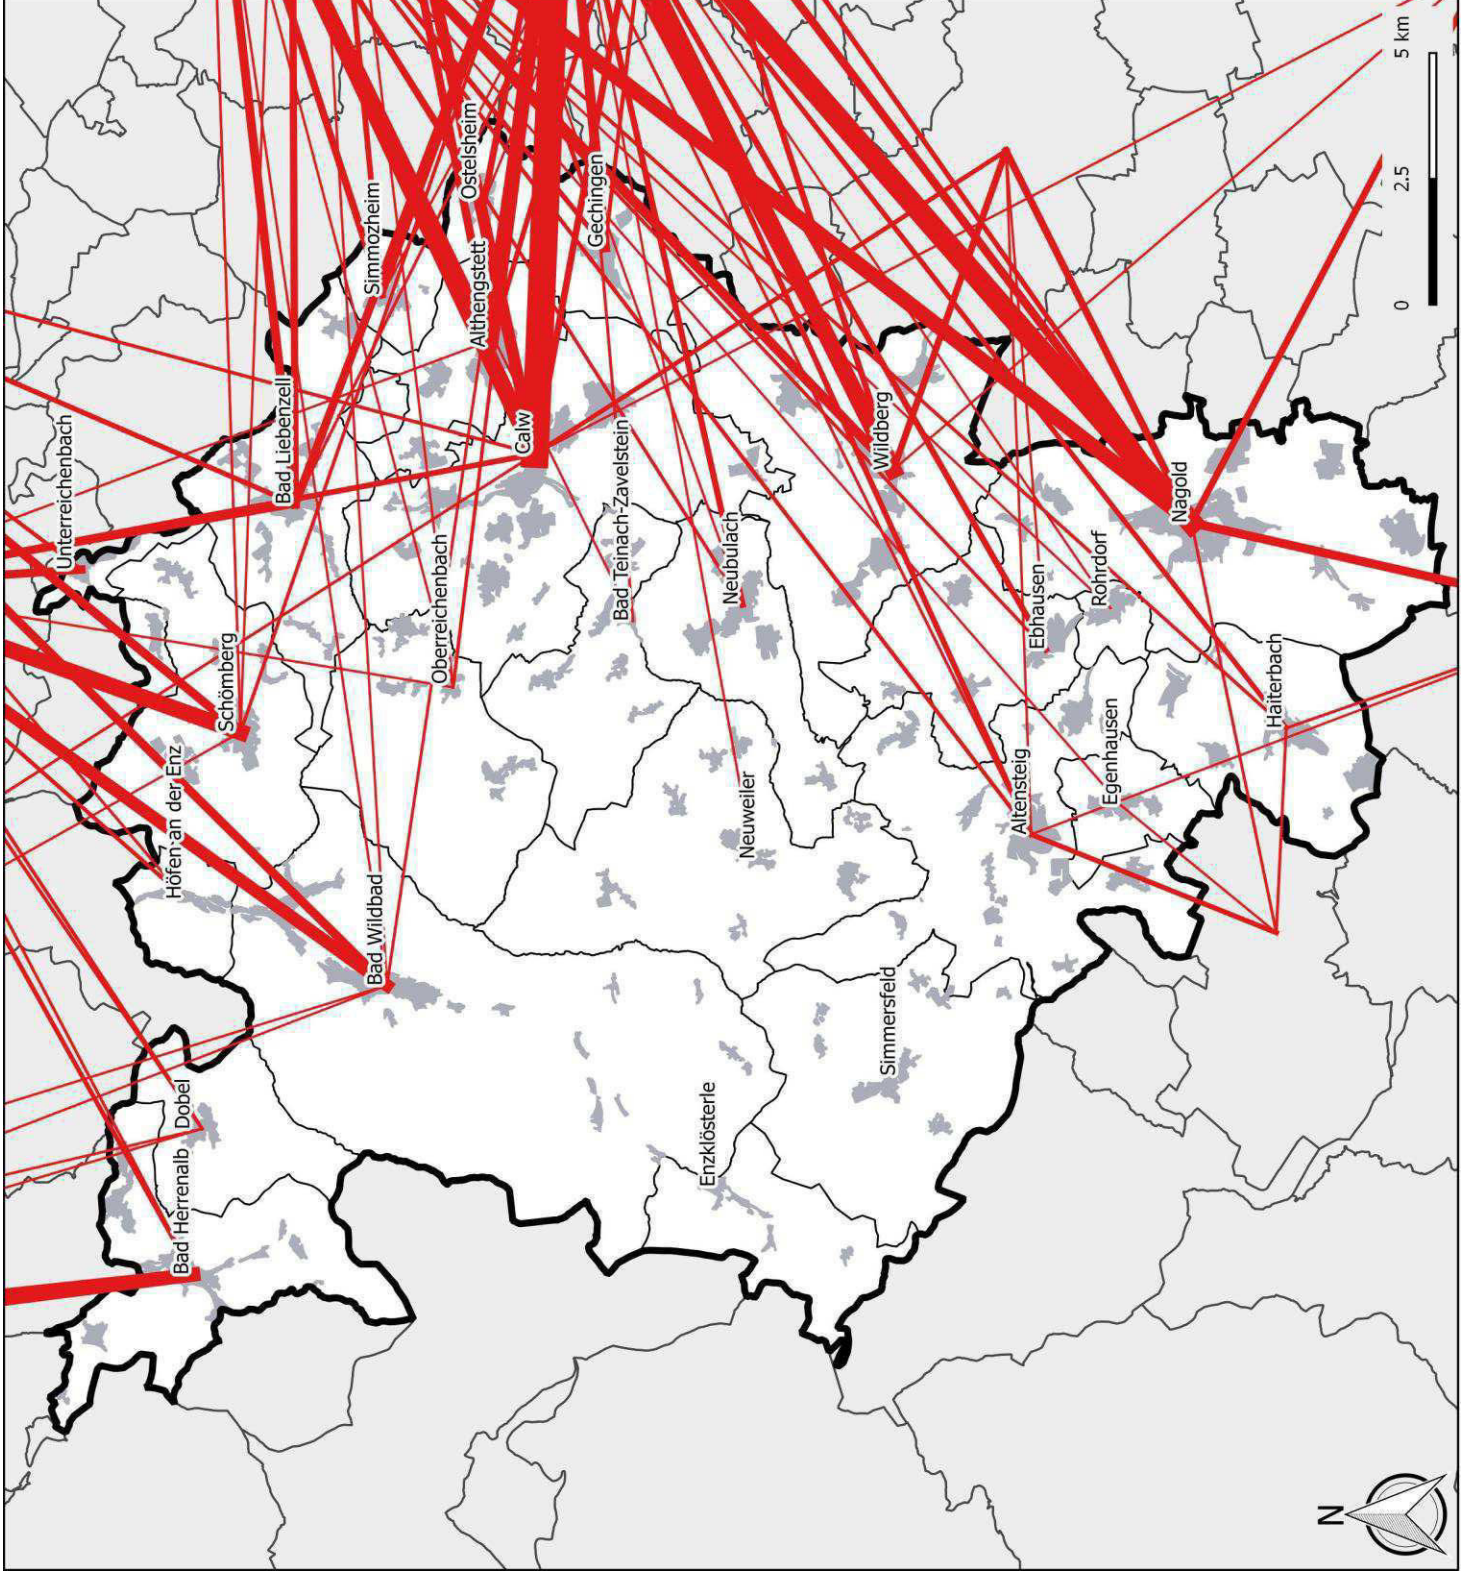 Unterreichenbach
Bad Liebenzell
Simmozheim
Ostelsheim
Althengstett
Gechingen
Calw
Schömberg
Höfen an der Enz
Oberreichenbach
Bad Teinach-Zavelstein
Neubulach
Wildberg
Bad Wildbad
Dobel
Bad Herrenalb
Neuweiler
Enzklösterle
Simmersfeld
Altensteig
Egenhausen
Ebhausen
Rohrdorf
Nagold
Haiterbach
N
0
2.5
5 km